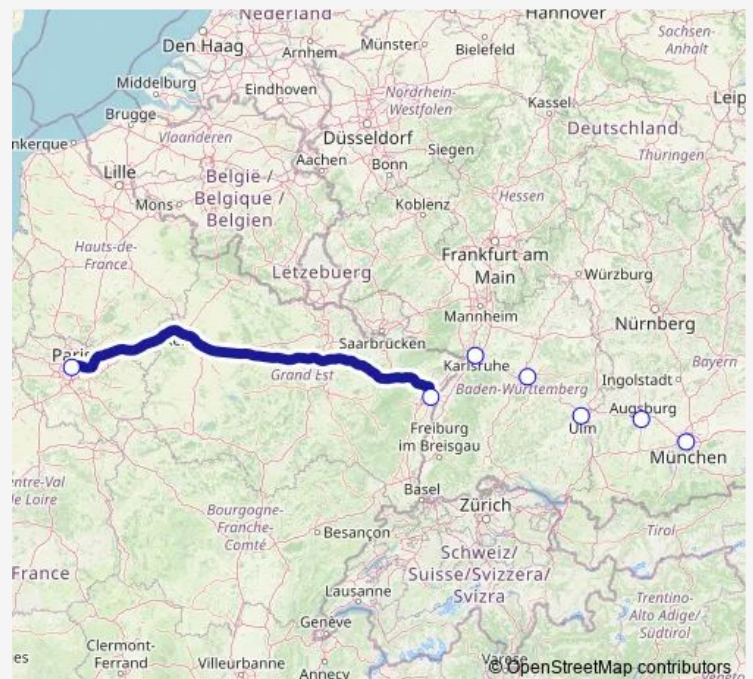 Nederland
Hannover
Den Haag
Arnhem
Münster
Bielefeld
Sachsen-
Anhalt
Middelburg
Eindhoven
Nordrhein-
Westfalen
Kassel
Leip
Brugge
nkerque
Vlaanderen
Düsseldorf
Deutschland
Lille
Aachen
Bonn
Siegen
Thüringen
België /
Belgique /
Belgien
Mons
Koblenz
Hessen
Hauts-de-
France
Frankfurt am
Main
Lëtzebuerg
Würzburg
Mannheim
Nürnberg
Saarbrücken
Paris
Karlsruhe
Bayern
Grand Est
Baden-Württemberg
Ingolstadt
Augsburg
Ulm
Freiburg
im Breisgau
München
entre-Val
de Loire
Basel
Zürich
Bourgogne-
Franche-
Comté
Besançon
Tirol
Schweiz/
Suisse/Svizzera/
Svizra
France
Lausanne
Trentino-
Alto Adige/
Südtirol
Genève
Clermont-
Ferrand
es
Villeurbanne
Annecy
Varese
© OpenStreetMap contributors